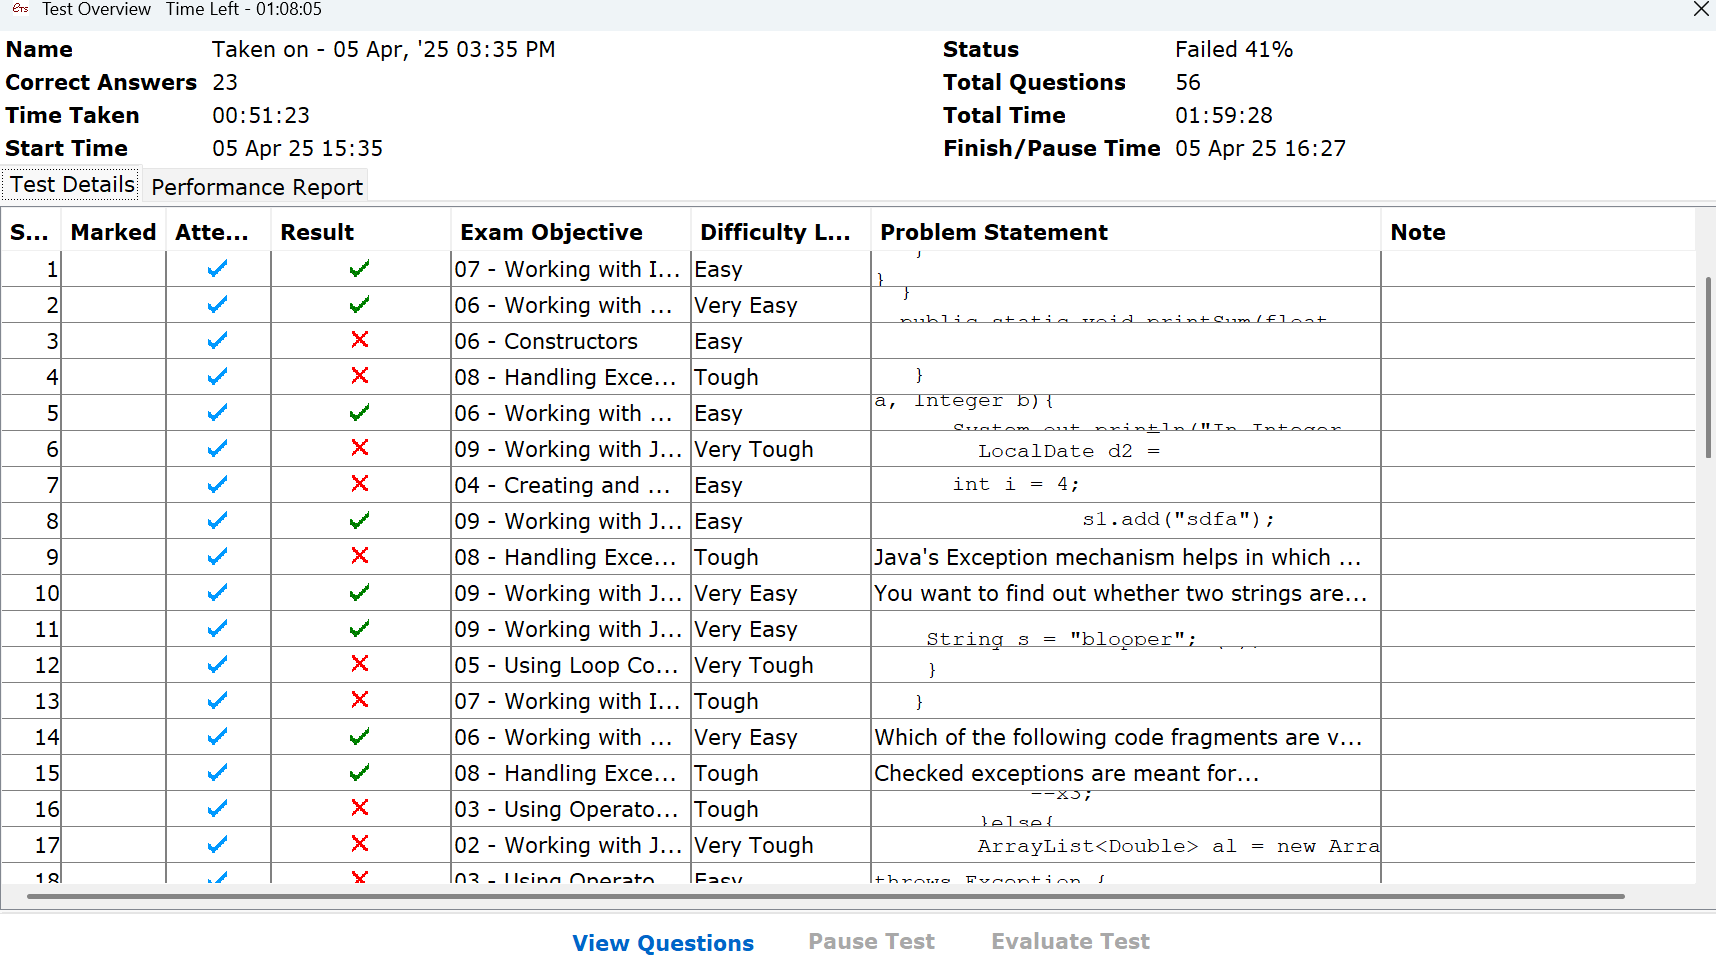 ETS Test Overview Time Left - 01:08:05
Name Taken on - 05 Apr, '25 03:35 PM Status Failed 41%
Correct Answers 23 Total Questions 56
Time Taken 00:51:23 Total Time 01:59:28
Start Time 05 Apr 25 15:35 Finish/Pause Time 05 Apr 25 16:27
Test Details Performance Report
S... Marked Atte... Result Exam Objective Difficulty L... Problem Statement Note
1 07 - Working with I... Easy }
2 06 - Working with ... Very Easy } public static void printSum(float
3 06 - Constructors Easy
4 08 - Handling Exce... Tough }
5 06 - Working with ... Easy a, Integer b){ System.out.println("In Integer
6 09 - Working with J... Very Tough LocalDate d2 =
7 04 - Creating and ... Easy int i = 4;
8 09 - Working with J... Easy s1.add("sdfa");
9 08 - Handling Exce... Tough Java's Exception mechanism helps in which ...
10 09 - Working with J... Very Easy You want to find out whether two strings are...
11 09 - Working with J... Very Easy String s = "blooper";
12 05 - Using Loop Co... Very Tough }
13 07 - Working with I... Tough }
14 06 - Working with ... Very Easy Which of the following code fragments are v...
15 08 - Handling Exce... Tough Checked exceptions are meant for...
16 03 - Using Operato... Tough --x3; }else{
17 02 - Working with J... Very Tough ArrayList<Double> al = new Arra
18 03 - Using Operato... Easy throws Exception {
View Questions Pause Test Evaluate Test